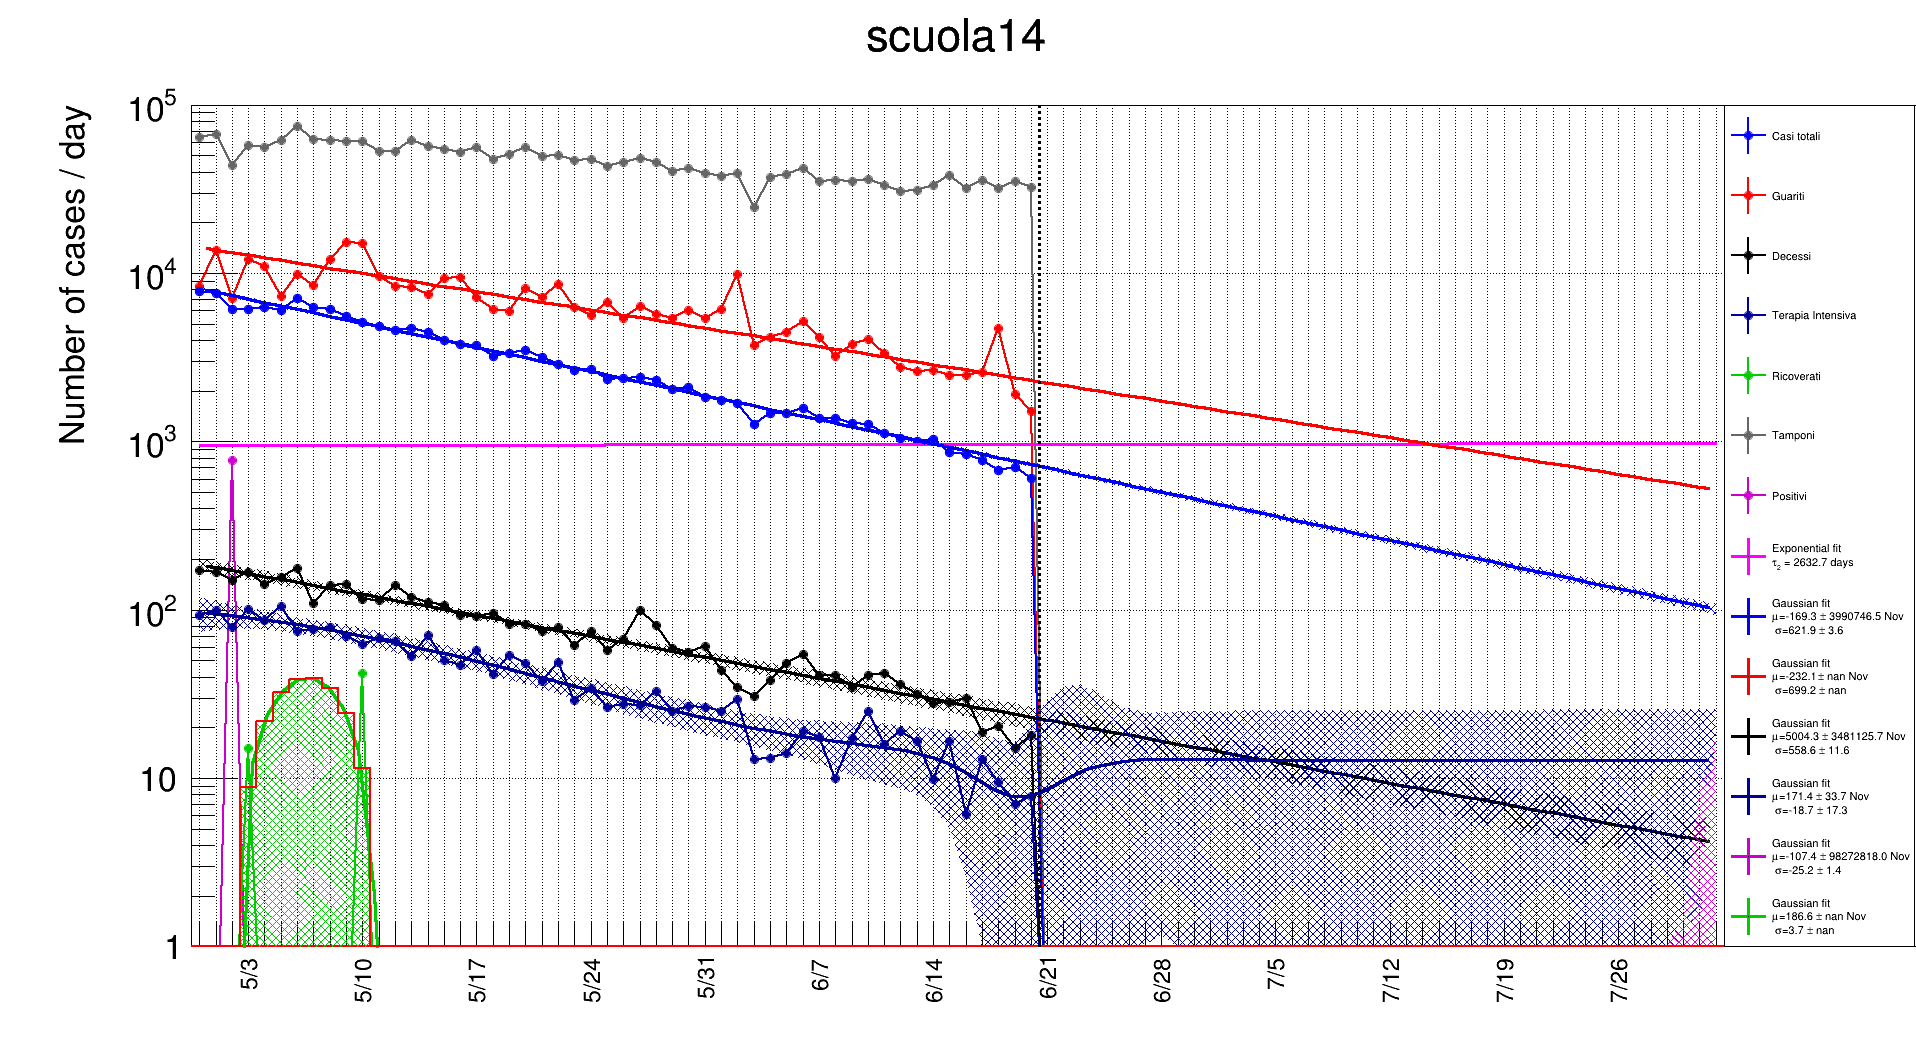 scuola14
Number of cases / day
10^5
10^4
10^3
10^2
10
1
5/3
5/10
5/17
5/24
5/31
6/7
6/14
6/21
6/28
7/5
7/12
7/19
7/26
Casi totali
Guariti
Decessi
Terapia Intensiva
Ricoverati
Tamponi
Positivi
Exponential fit
τ₂ = 2632.7 days
Gaussian fit
μ=-169.3 ± 3990746.5 Nov
σ=621.9 ± 3.6
Gaussian fit
μ=-232.1 ± nan Nov
σ=699.2 ± nan
Gaussian fit
μ=5004.3 ± 3481125.7 Nov
σ=558.6 ± 11.6
Gaussian fit
μ=171.4 ± 33.7 Nov
σ=-18.7 ± 17.3
Gaussian fit
μ=-107.4 ± 98272818.0 Nov
σ=-25.2 ± 1.4
Gaussian fit
μ=186.6 ± nan Nov
σ=3.7 ± nan